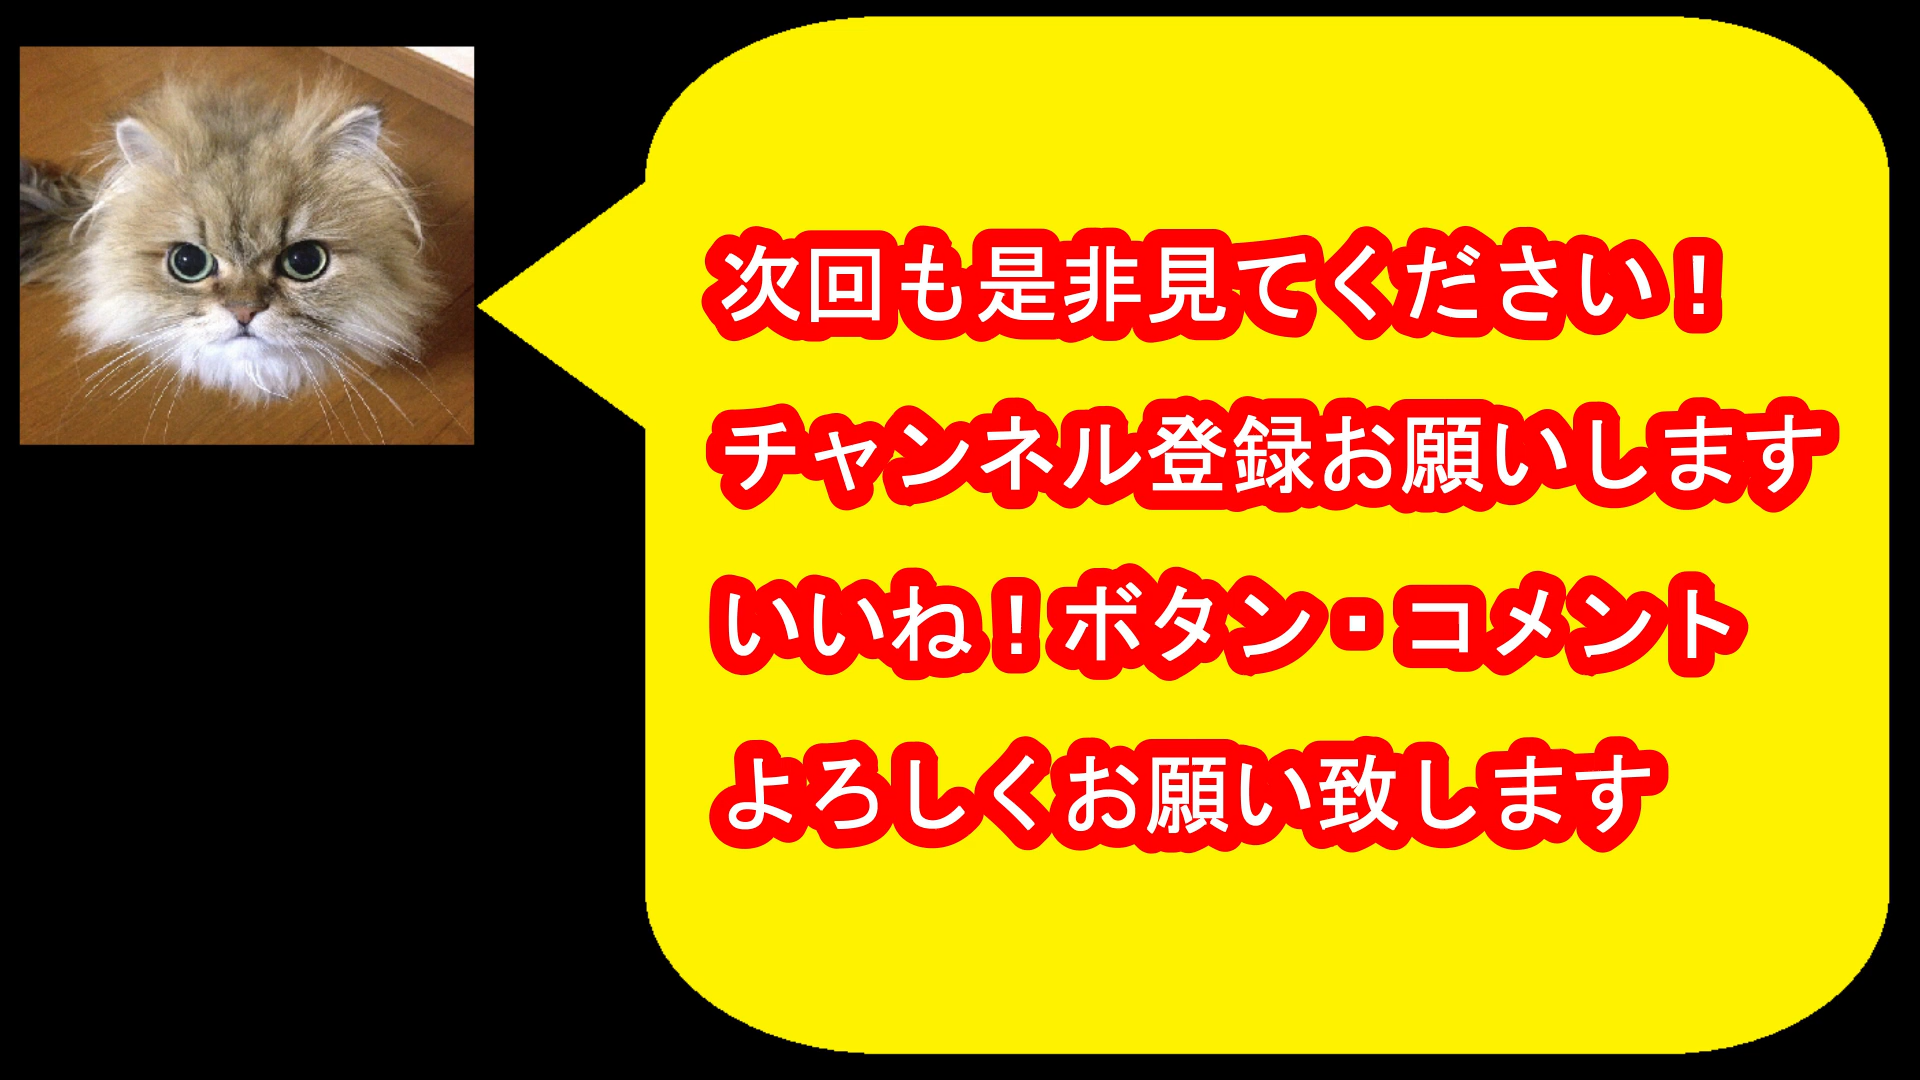 次回も是非見てください！
チャンネル登録お願いします
いいね！ボタン・コメント
よろしくお願い致します